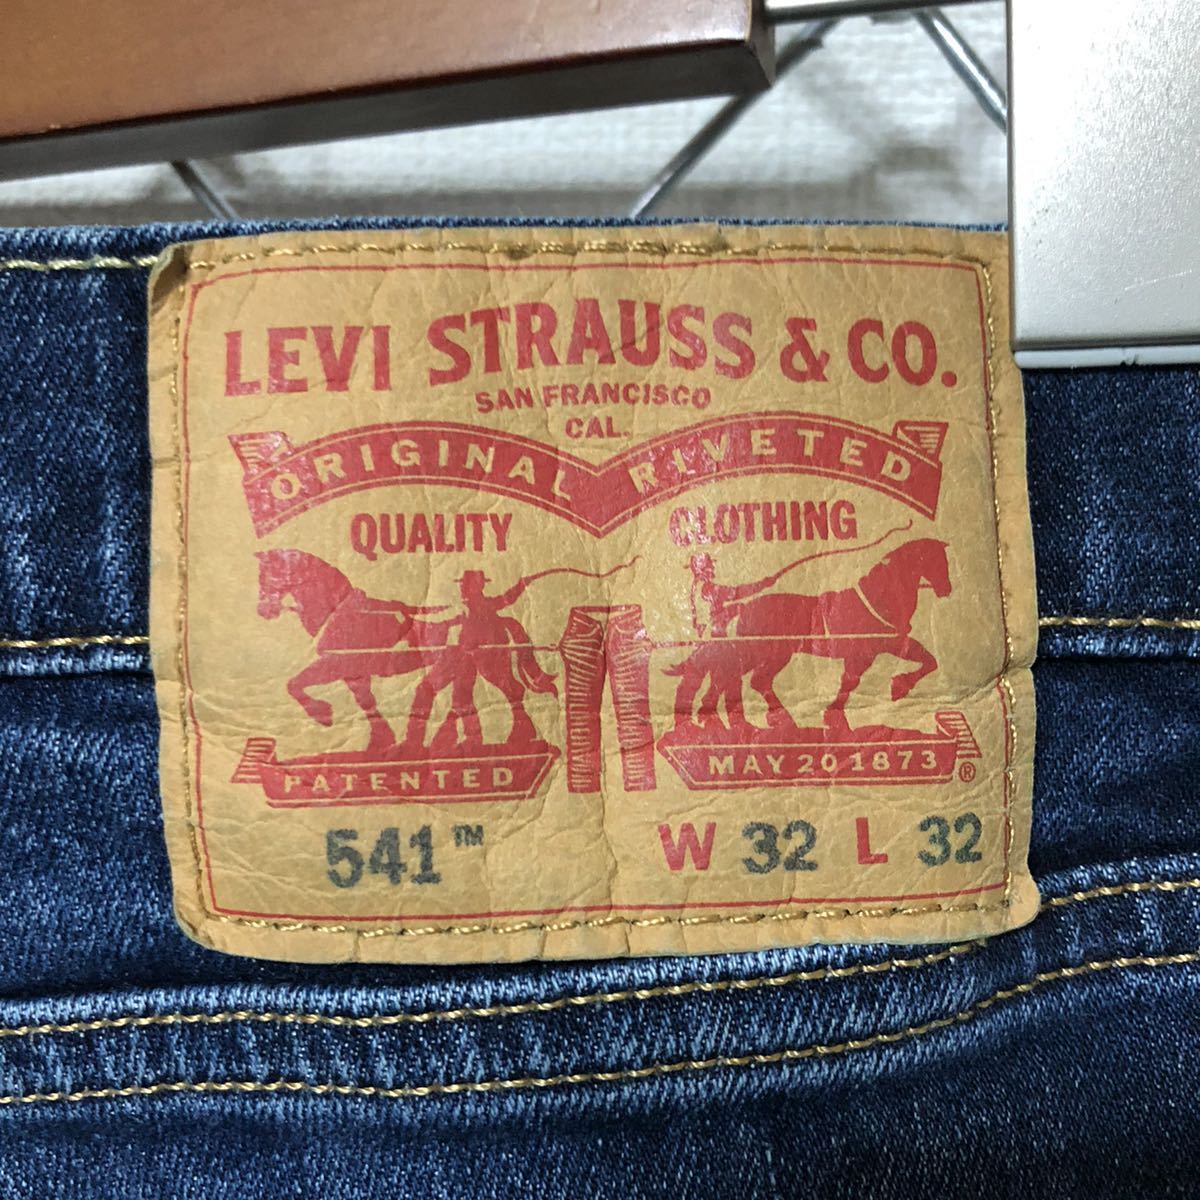 LEVI STRAUSS & CO.
SAN FRANCISCO
CAL.
ORIGINAL RIVETED
QUALITY CLOTHING
PATENTED MAY 20 1873 ®
541™ W 32 L 32